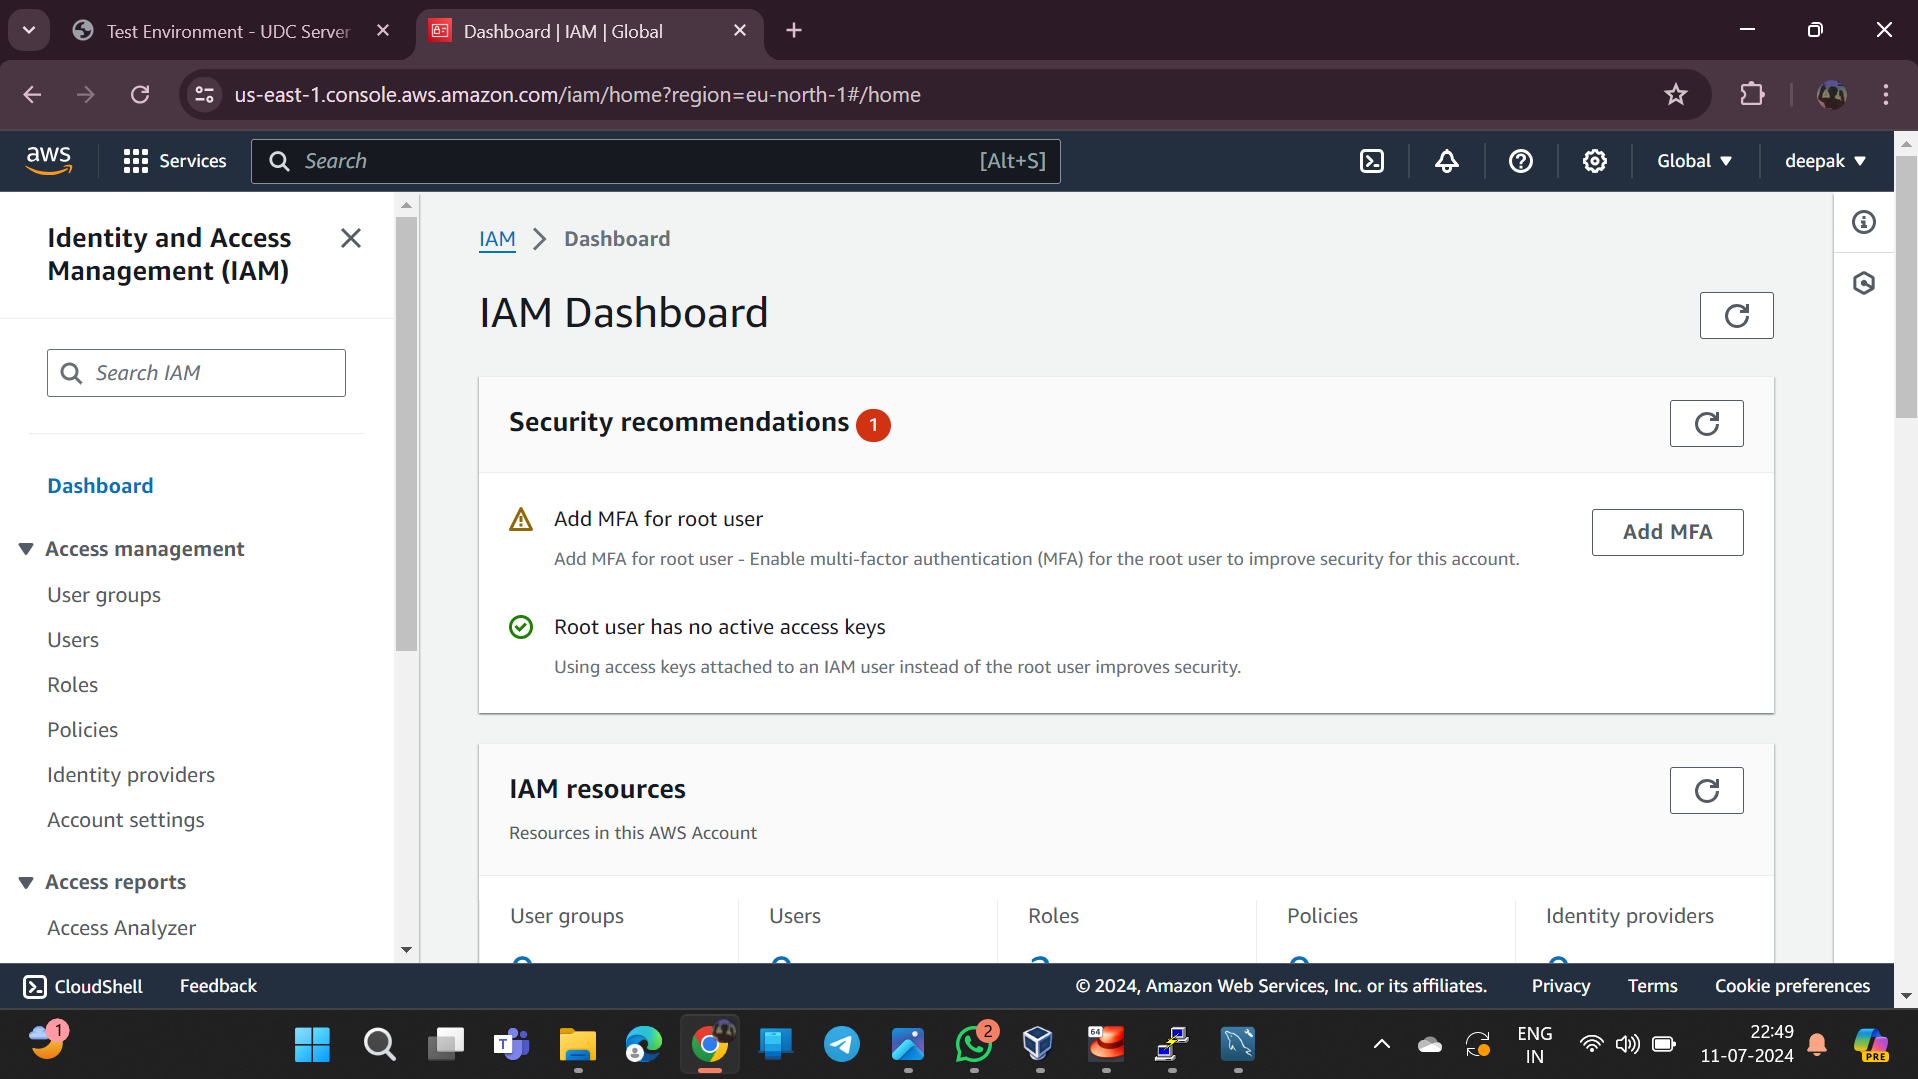 Test Environment - UDC Server
Dashboard | IAM | Global
us-east-1.console.aws.amazon.com/iam/home?region=eu-north-1#/home
aws
Services
Search
[Alt+S]
Global
deepak
Identity and Access
Management (IAM)
Search IAM
Dashboard
Access management
User groups
Users
Roles
Policies
Identity providers
Account settings
Access reports
Access Analyzer
IAM
Dashboard
IAM Dashboard
Security recommendations 1
Add MFA for root user
Add MFA for root user - Enable multi-factor authentication (MFA) for the root user to improve security for this account.
Add MFA
Root user has no active access keys
Using access keys attached to an IAM user instead of the root user improves security.
IAM resources
Resources in this AWS Account
User groups
Users
Roles
Policies
Identity providers
CloudShell
Feedback
© 2024, Amazon Web Services, Inc. or its affiliates.
Privacy
Terms
Cookie preferences
1
T
2
64
ENG
IN
22:49
11-07-2024
PRE